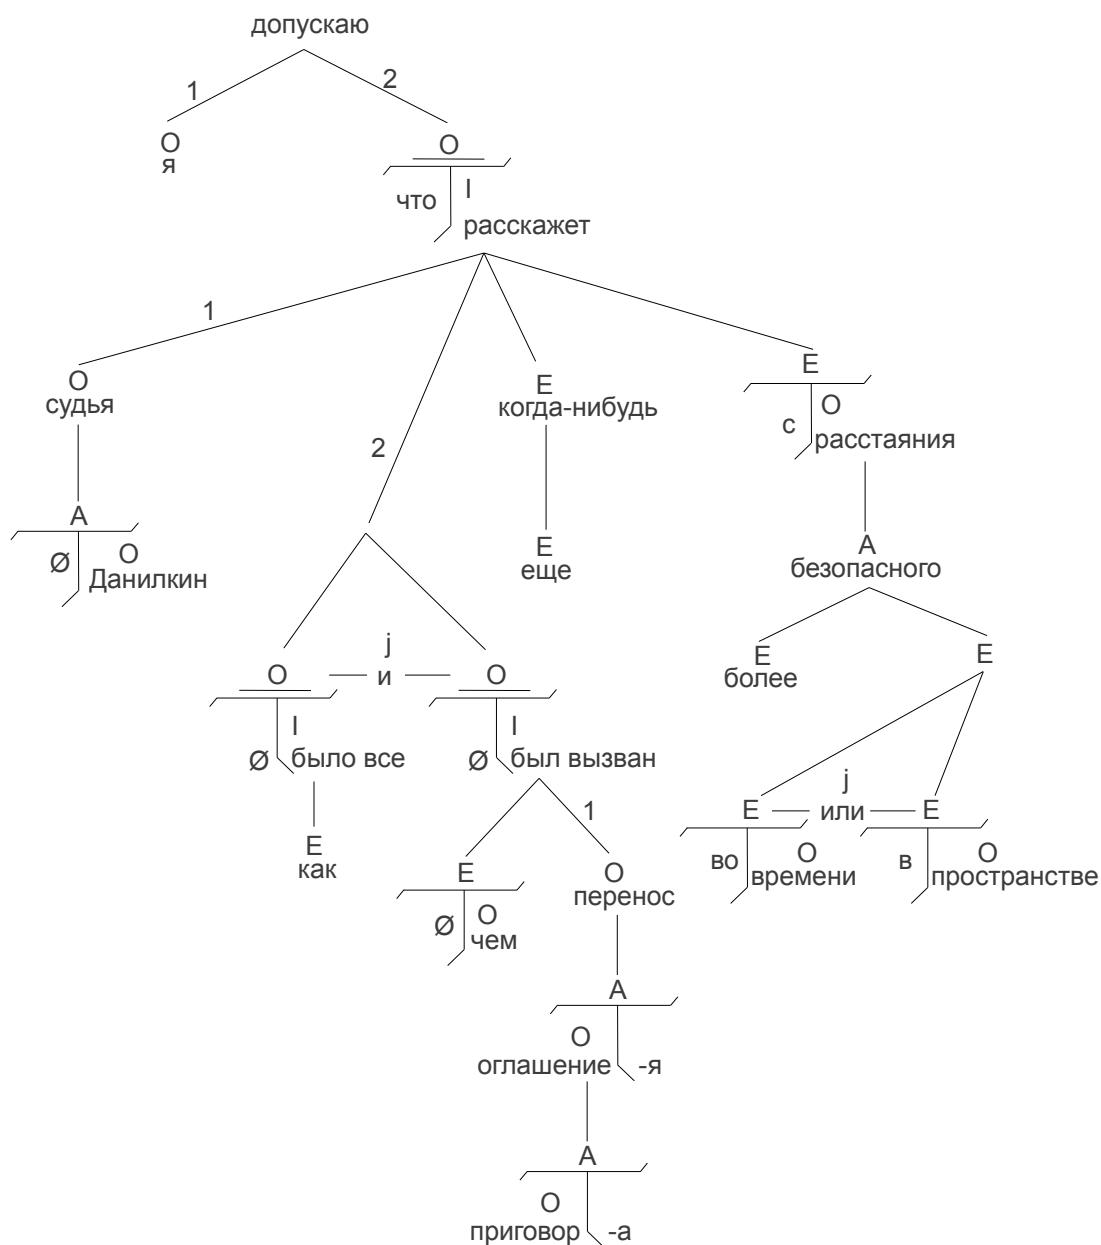 допускаю
1
2
О
я
О
что
I
расскажет
1
2
О
судья
Е
когда-нибудь
Е
с
О
расстаяния
А
Ø
О
Данилкин
Е
еще
А
безопасного
О
j
и
О
Е
более
Е
Ø
I
было все
Ø
I
был вызван
1
Е
как
Е
j
или
Е
во
О
времени
в
О
пространстве
Е
Ø
О
чем
О
перенос
А
О
оглашение
-я
А
О
приговор
-а